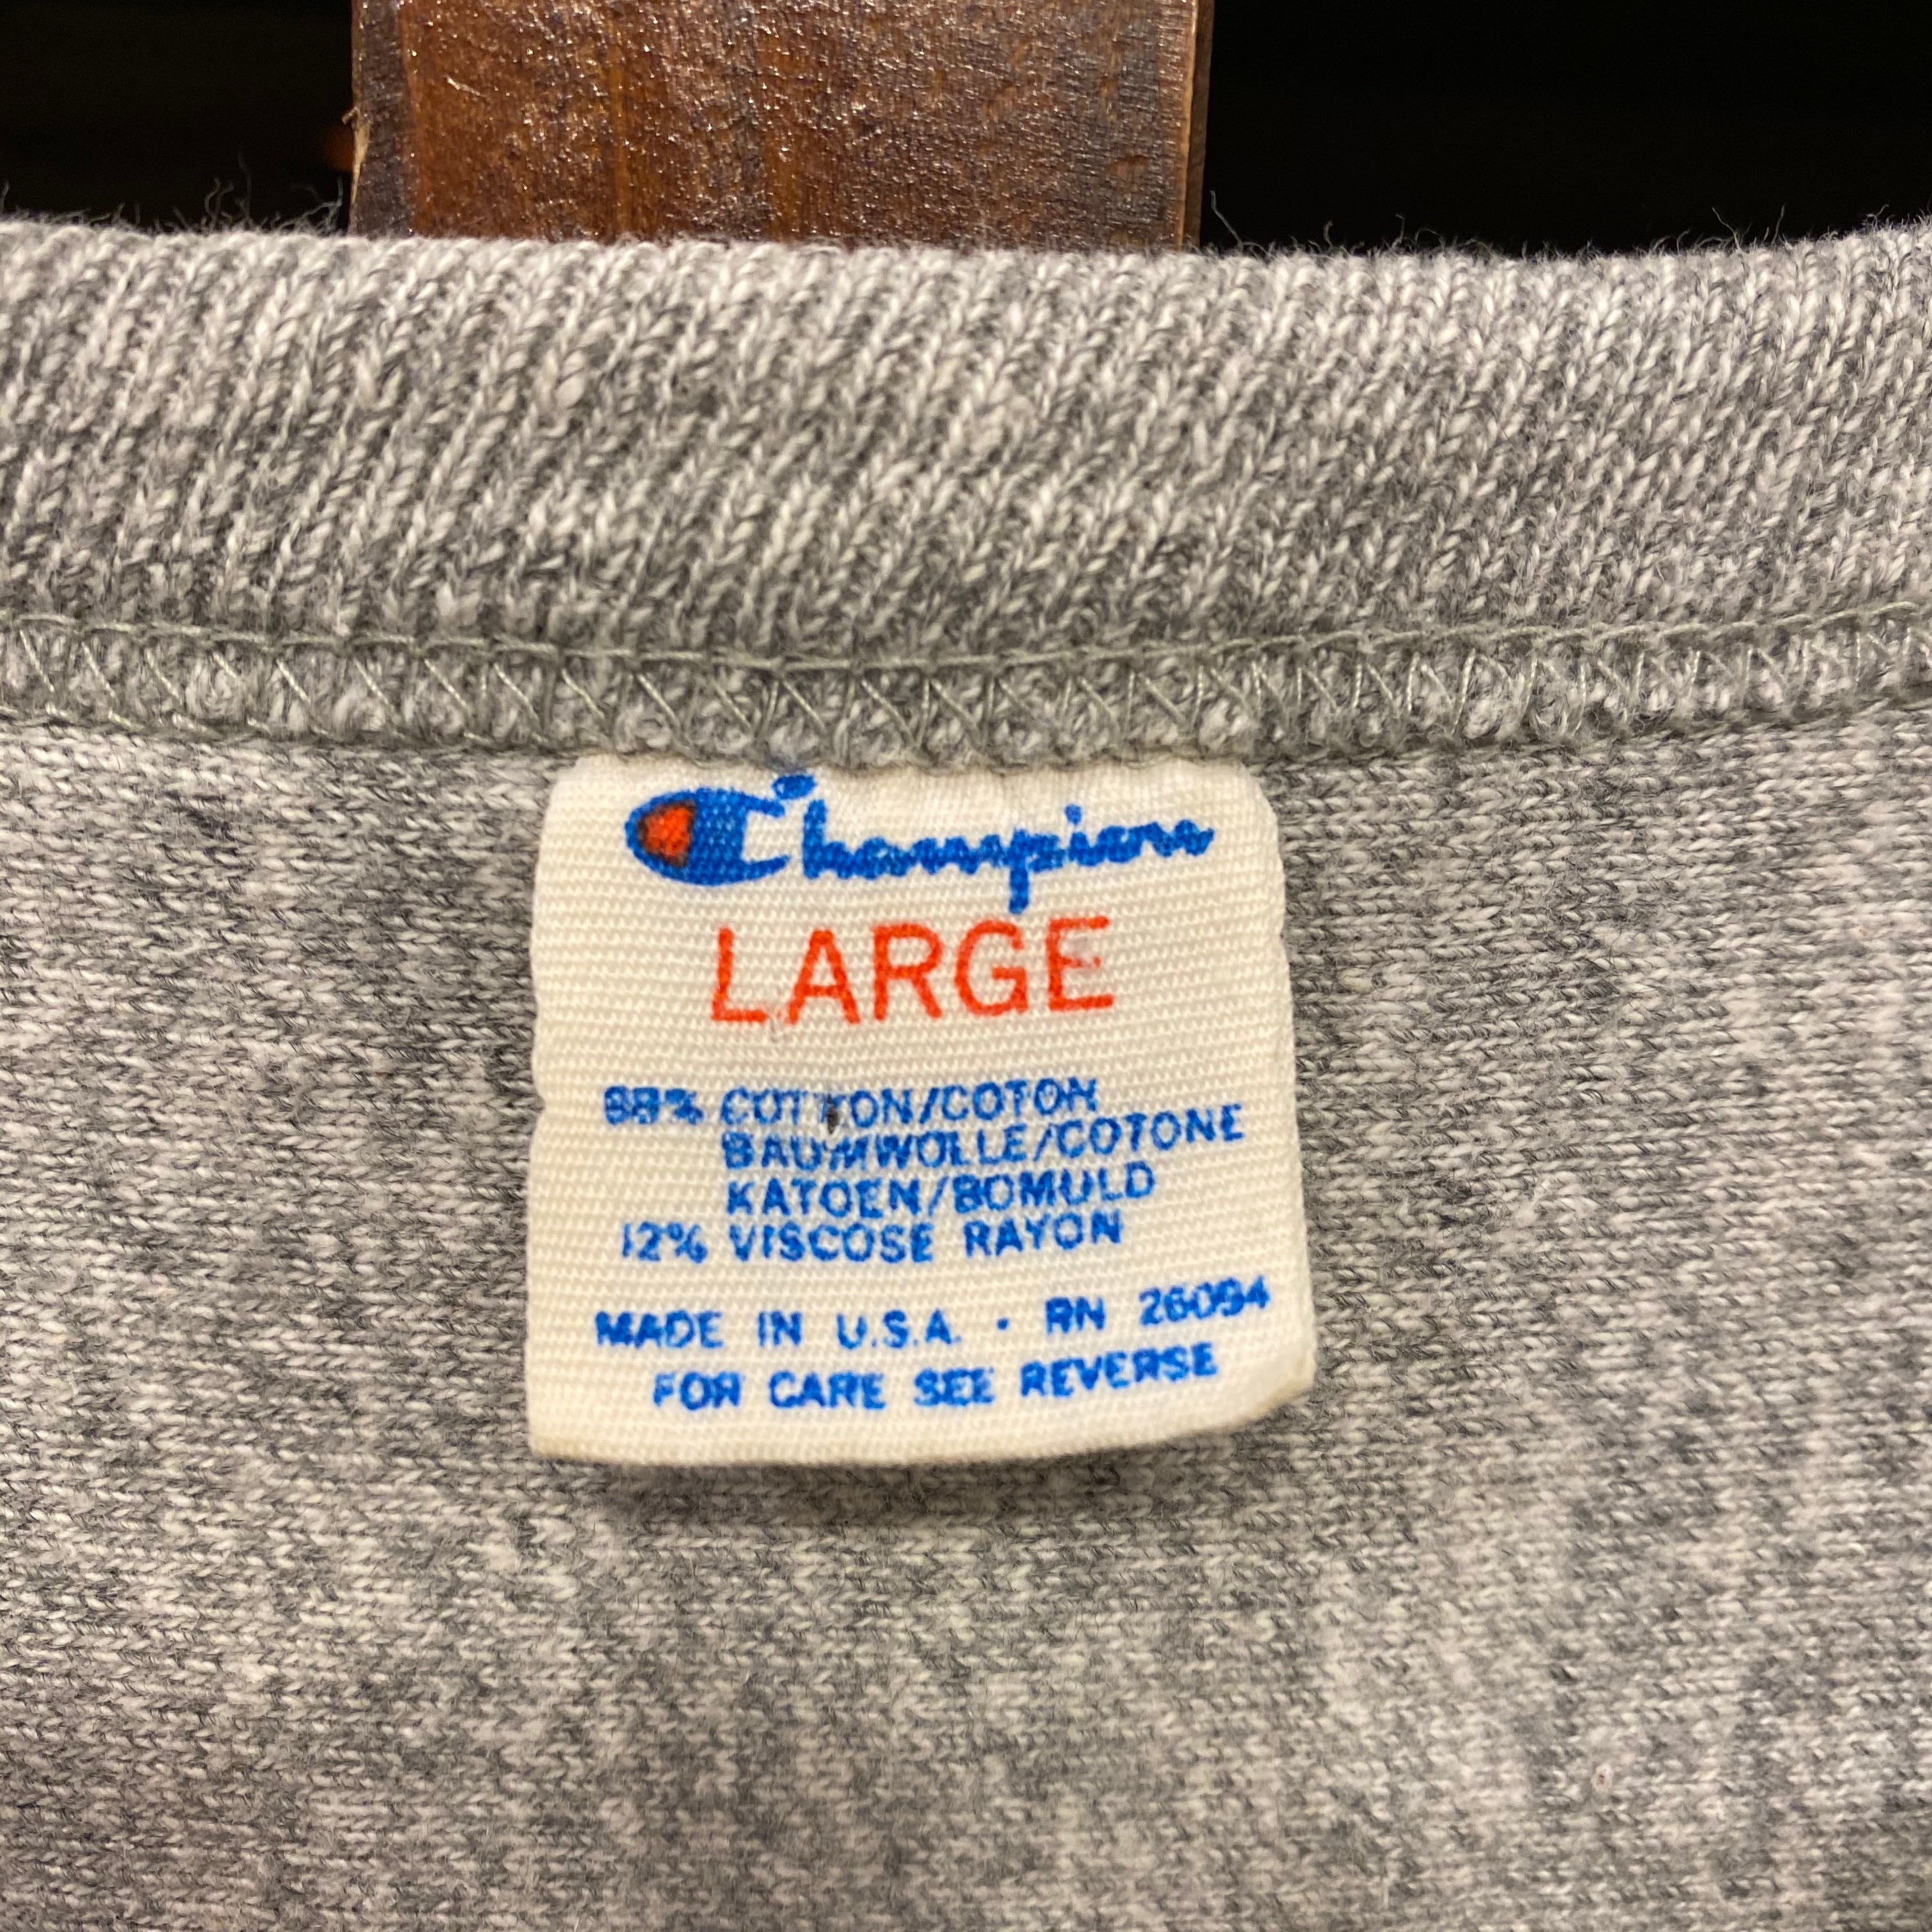 Champion
LARGE
88% COTTON/COTON
BAUMWOLLE/COTONE
KATOEN/BOMULD
12% VISCOSE RAYON
MADE IN U.S.A. · RN 26094
FOR CARE SEE REVERSE